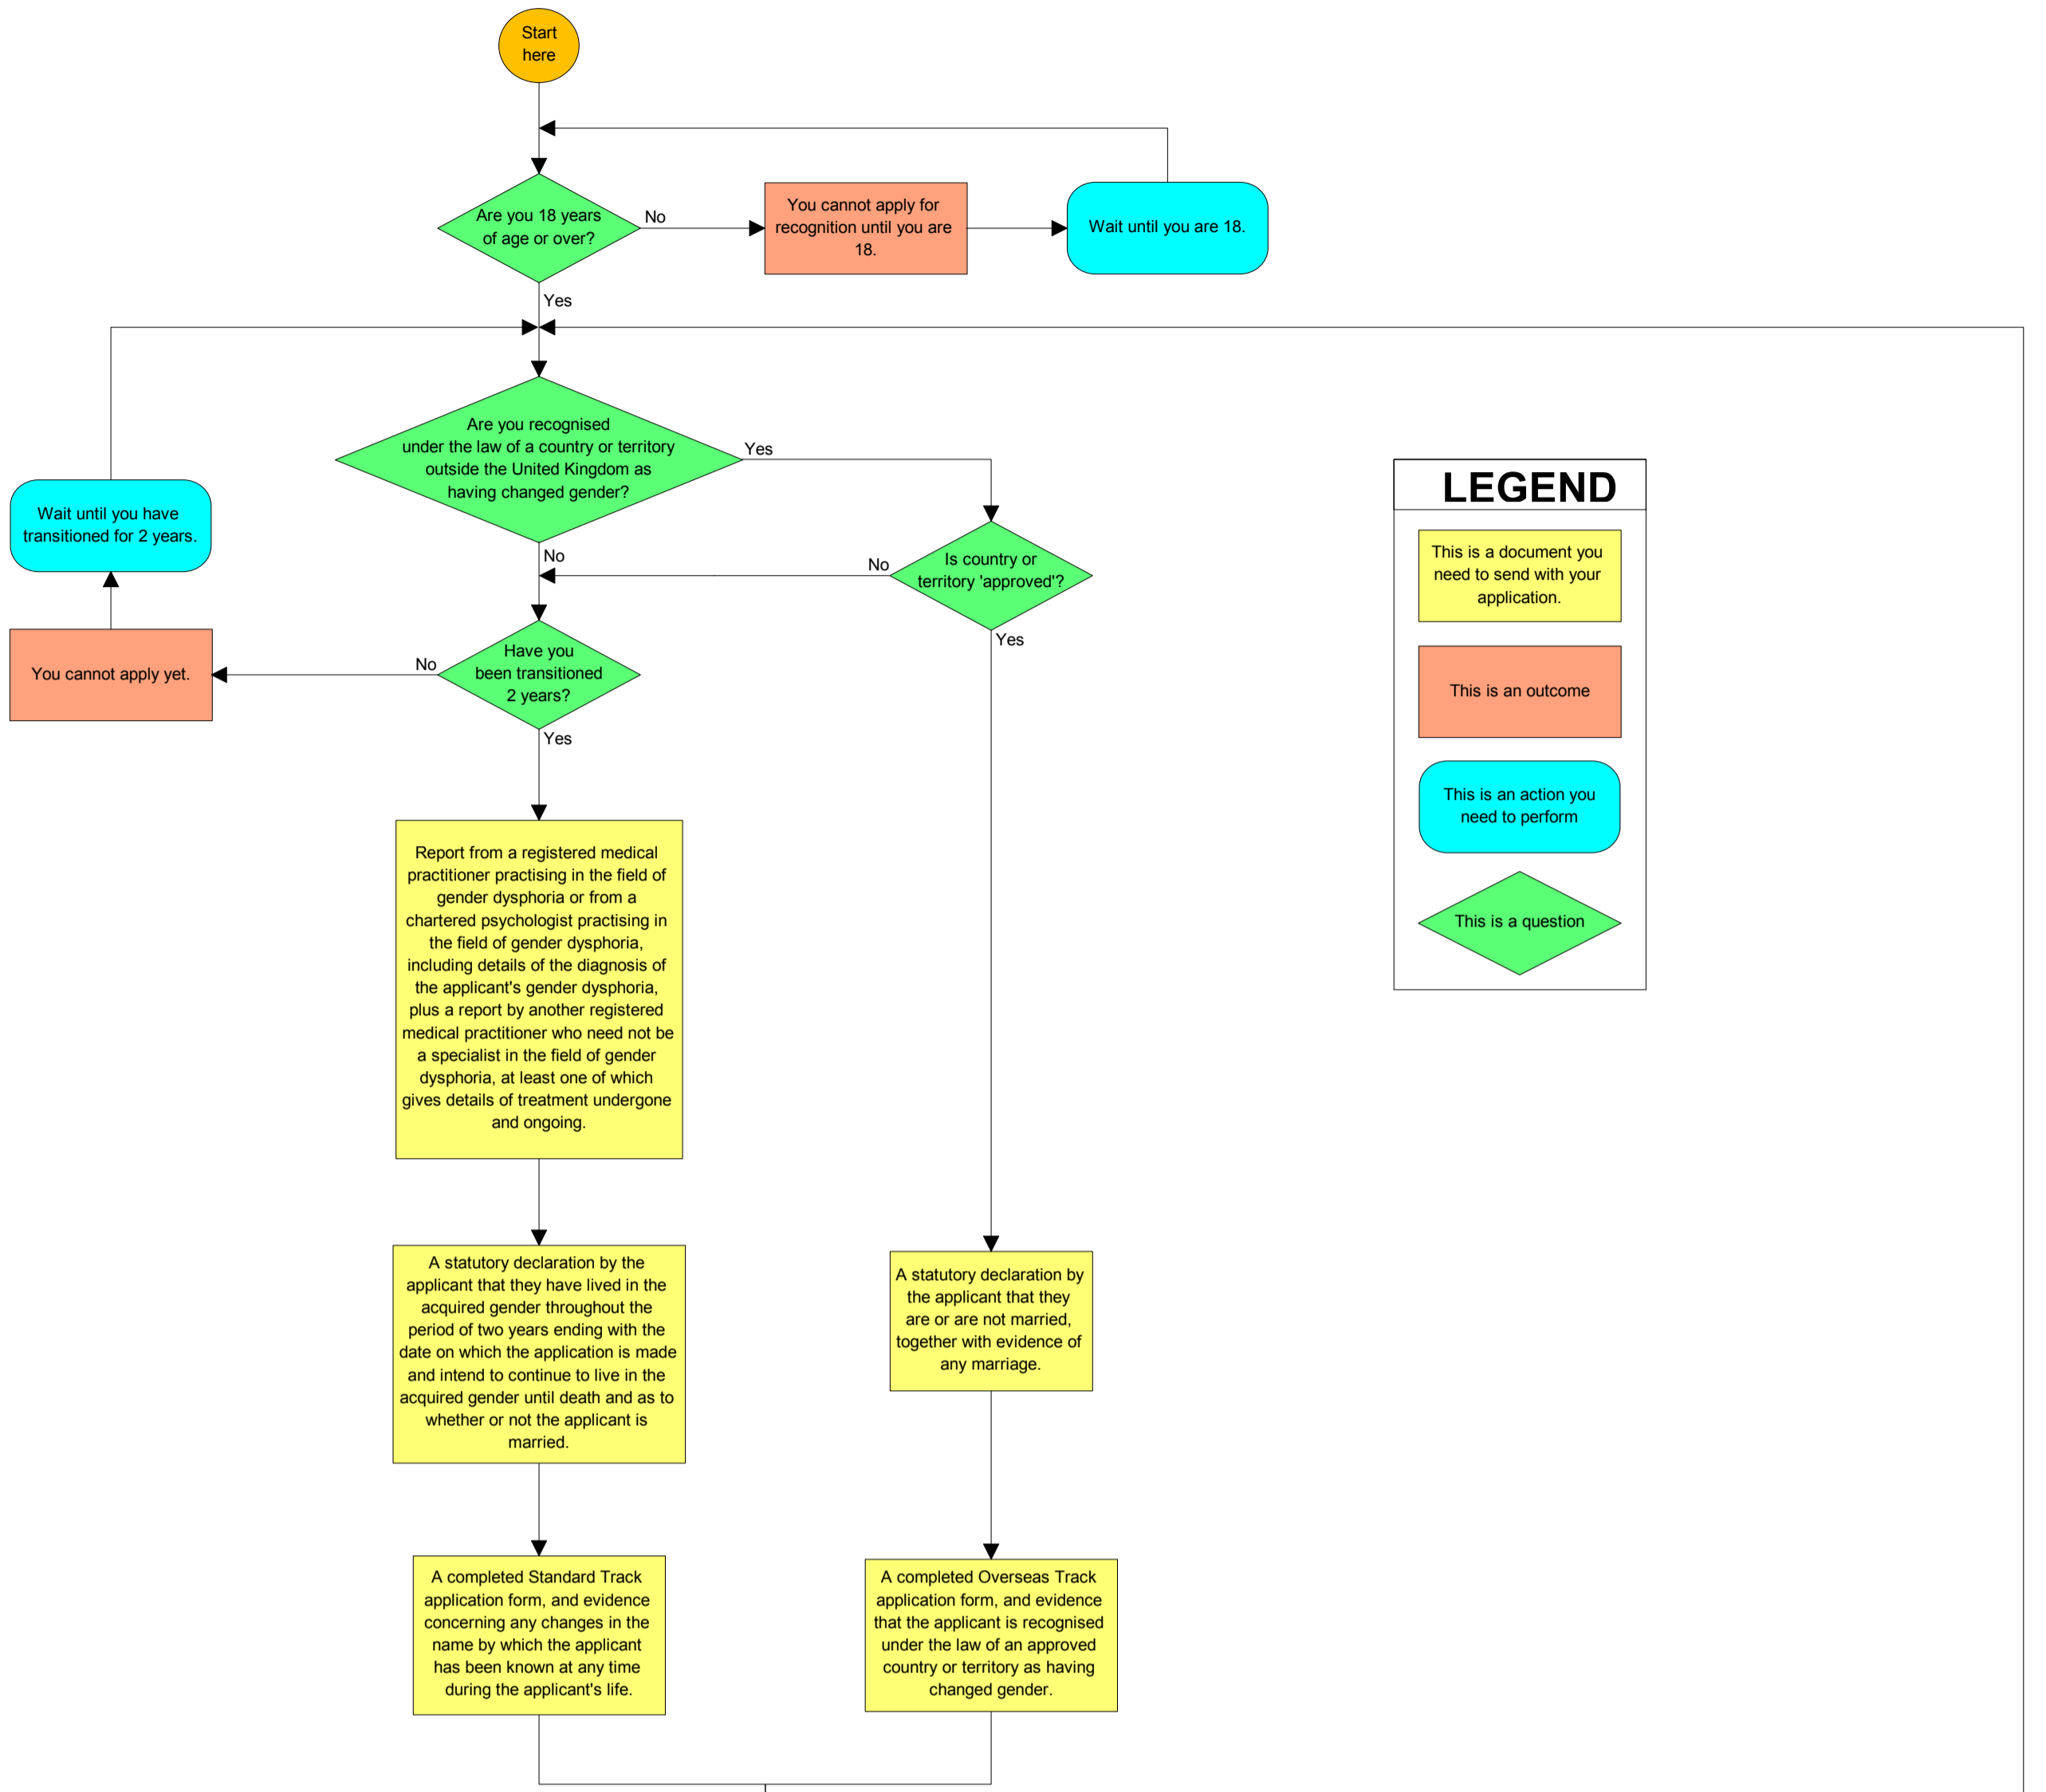 Start
here
Are you 18 years
of age or over?
No
You cannot apply for
recognition until you are
18.
Wait until you are 18.
Yes
Are you recognised
under the law of a country or territory
outside the United Kingdom as
having changed gender?
Yes
No
Is country or
territory 'approved'?
No
Yes
Wait until you have
transitioned for 2 years.
You cannot apply yet.
No
Have you
been transitioned
2 years?
Yes
Report from a registered medical
practitioner practising in the field of
gender dysphoria or from a
chartered psychologist practising in
the field of gender dysphoria,
including details of the diagnosis of
the applicant's gender dysphoria,
plus a report by another registered
medical practitioner who need not be
a specialist in the field of gender
dysphoria, at least one of which
gives details of treatment undergone
and ongoing.
A statutory declaration by the
applicant that they have lived in the
acquired gender throughout the
period of two years ending with the
date on which the application is made
and intend to continue to live in the
acquired gender until death and as to
whether or not the applicant is
married.
A statutory declaration by
the applicant that they
are or are not married,
together with evidence of
any marriage.
A completed Standard Track
application form, and evidence
concerning any changes in the
name by which the applicant
has been known at any time
during the applicant's life.
A completed Overseas Track
application form, and evidence
that the applicant is recognised
under the law of an approved
country or territory as having
changed gender.
LEGEND
This is a document you
need to send with your
application.
This is an outcome
This is an action you
need to perform
This is a question